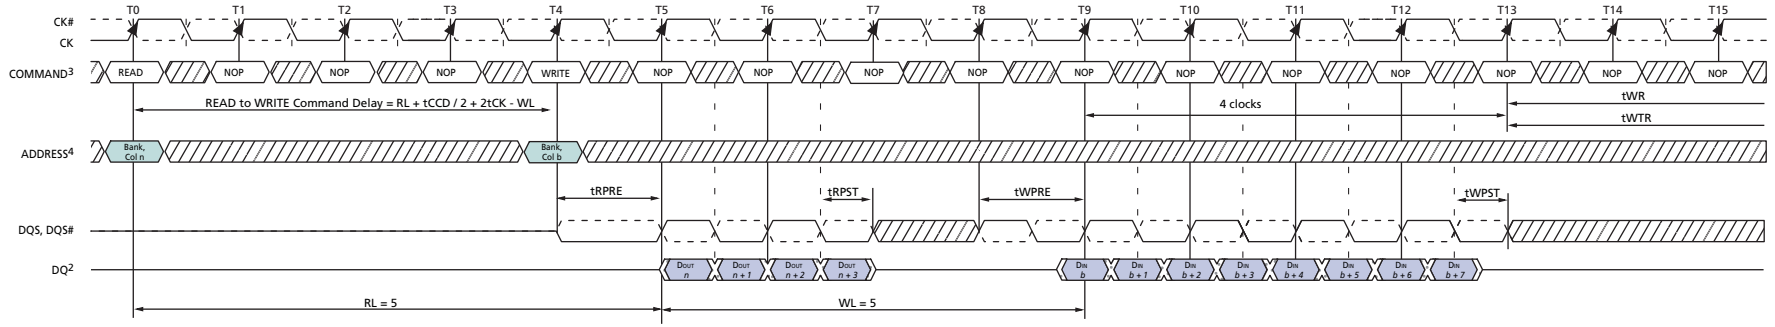 T0 T1 T2 T3 T4 T5 T6 T7 T8 T9 T10 T11 T12 T13 T14 T15
CK#
CK
COMMAND3 READ NOP NOP NOP WRITE NOP NOP NOP NOP NOP NOP NOP NOP NOP NOP NOP
READ to WRITE Command Delay = RL + tCCD / 2 + 2tCK - WL
4 clocks
tWR
tWTR
ADDRESS4
Bank,
Col n
Bank,
Col b
tRPRE tRPST tWPRE tWPST
DQS, DQS#
DQ2
DOUT
n
DOUT
n + 1
DOUT
n + 2
DOUT
n + 3
DIN
b
DIN
b + 1
DIN
b + 2
DIN
b + 3
DIN
b + 4
DIN
b + 5
DIN
b + 6
DIN
b + 7
RL = 5 WL = 5